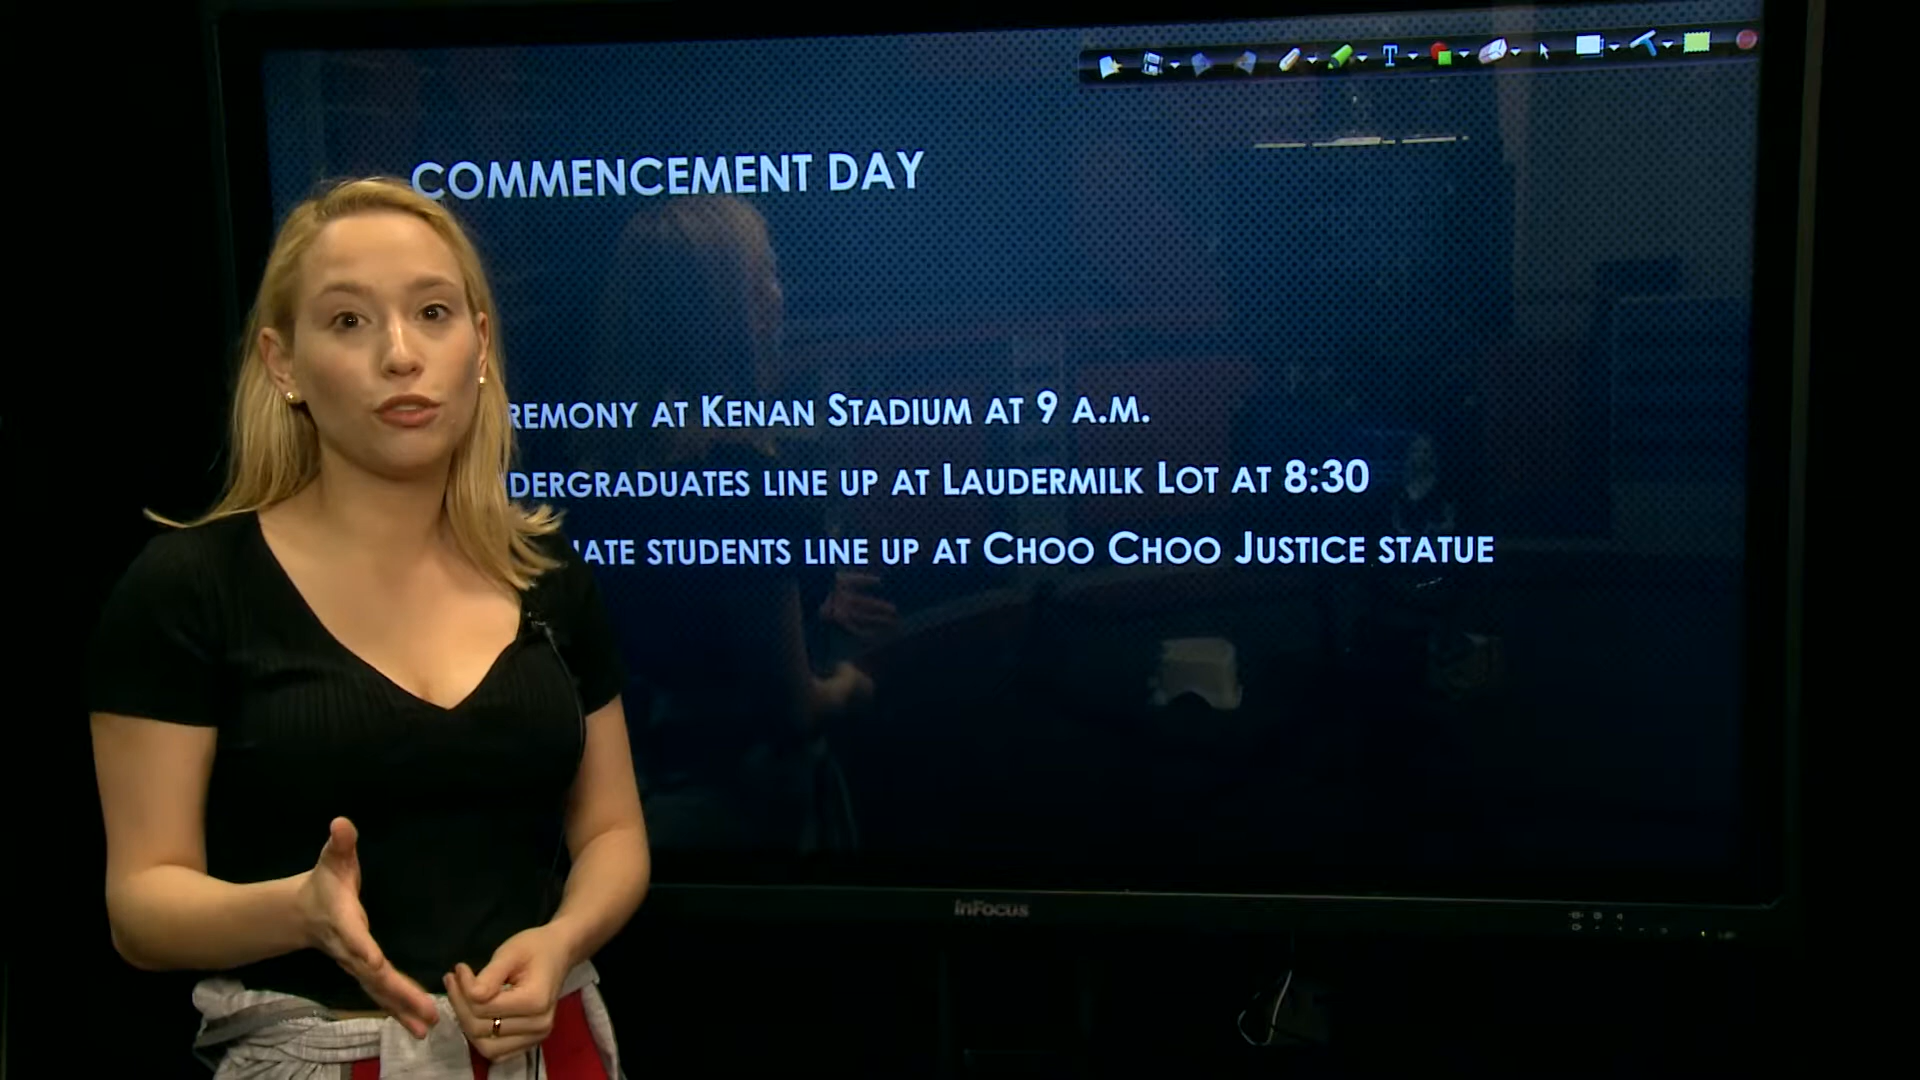 COMMENCEMENT DAY
REMONY AT KENAN STADIUM AT 9 A.M.
DERGRADUATES LINE UP AT LAUDERMILK LOT AT 8:30
ATE STUDENTS LINE UP AT CHOO CHOO JUSTICE STATUE
InFocus